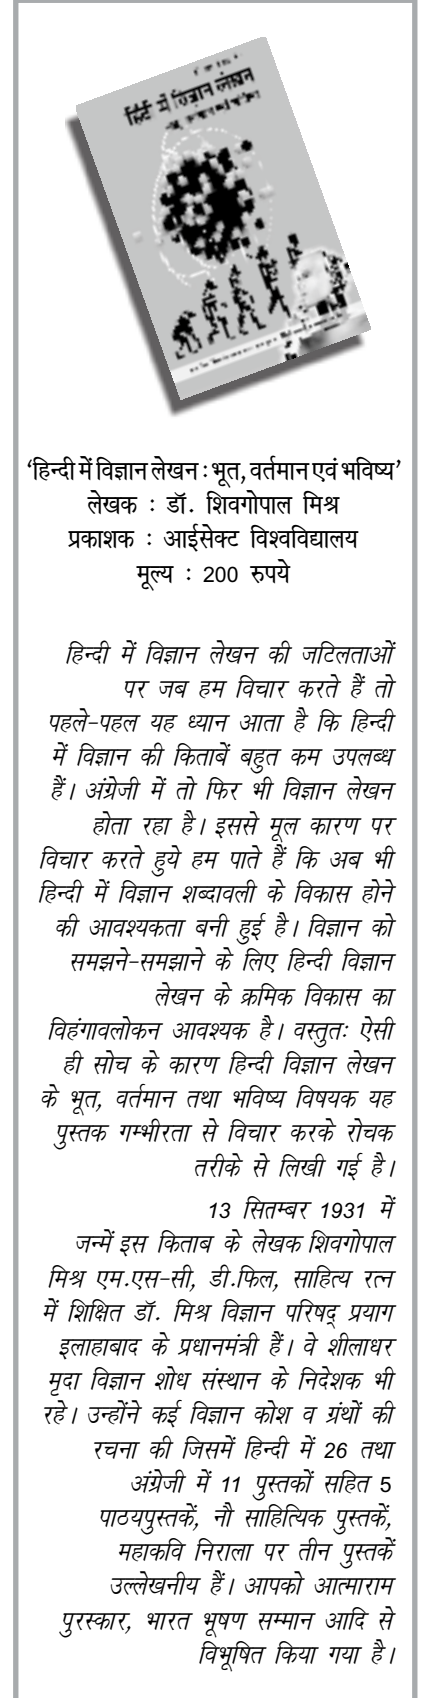 हिन्दी में विज्ञान लेखन
‘हिन्दी में विज्ञान लेखन : भूत, वर्तमान एवं भविष्य’
लेखक : डॉ. शिवगोपाल मिश्र
प्रकाशक : आईसेक्ट विश्वविद्यालय
मूल्य : 200 रुपये
हिन्दी में विज्ञान लेखन की जटिलताओं
पर जब हम विचार करते हैं तो
पहले-पहल यह ध्यान आता है कि हिन्दी
में विज्ञान की किताबें बहुत कम उपलब्ध
हैं। अंग्रेजी में तो फिर भी विज्ञान लेखन
होता रहा है। इससे मूल कारण पर
विचार करते हुये हम पाते हैं कि अब भी
हिन्दी में विज्ञान शब्दावली के विकास होने
की आवश्यकता बनी हुई है। विज्ञान को
समझने-समझाने के लिए हिन्दी विज्ञान
लेखन के क्रमिक विकास का
विहंगावलोकन आवश्यक है। वस्तुतः ऐसी
ही सोच के कारण हिन्दी विज्ञान लेखन
के भूत, वर्तमान तथा भविष्य विषयक यह
पुस्तक गम्भीरता से विचार करके रोचक
तरीके से लिखी गई है।
13 सितम्बर 1931 में
जन्में इस किताब के लेखक शिवगोपाल
मिश्र एम.एस-सी, डी.फिल, साहित्य रत्न
में शिक्षित डॉ. मिश्र विज्ञान परिषद् प्रयाग
इलाहाबाद के प्रधानमंत्री हैं। वे शीलाधर
मृदा विज्ञान शोध संस्थान के निदेशक भी
रहे। उन्होंने कई विज्ञान कोश व ग्रंथों की
रचना की जिसमें हिन्दी में 26 तथा
अंग्रेजी में 11 पुस्तकों सहित 5
पाठयपुस्तकें, नौ साहित्यिक पुस्तकें,
महाकवि निराला पर तीन पुस्तकें
उल्लेखनीय हैं। आपको आत्माराम
पुरस्कार, भारत भूषण सम्मान आदि से
विभूषित किया गया है।